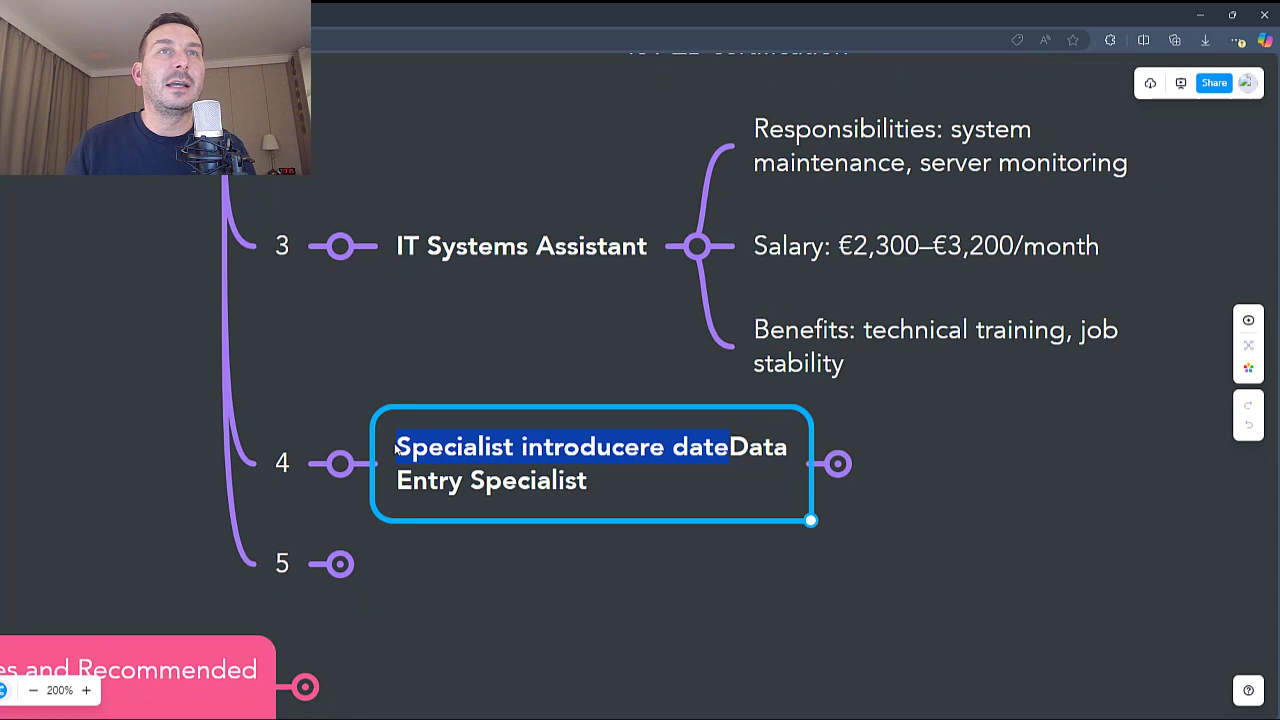 Share
Responsibilities: system
maintenance, server monitoring
3
IT Systems Assistant
Salary: €2,300–€3,200/month
Benefits: technical training, job
stability
4
Specialist introducere dateData
Entry Specialist
5
es and Recommended
200%